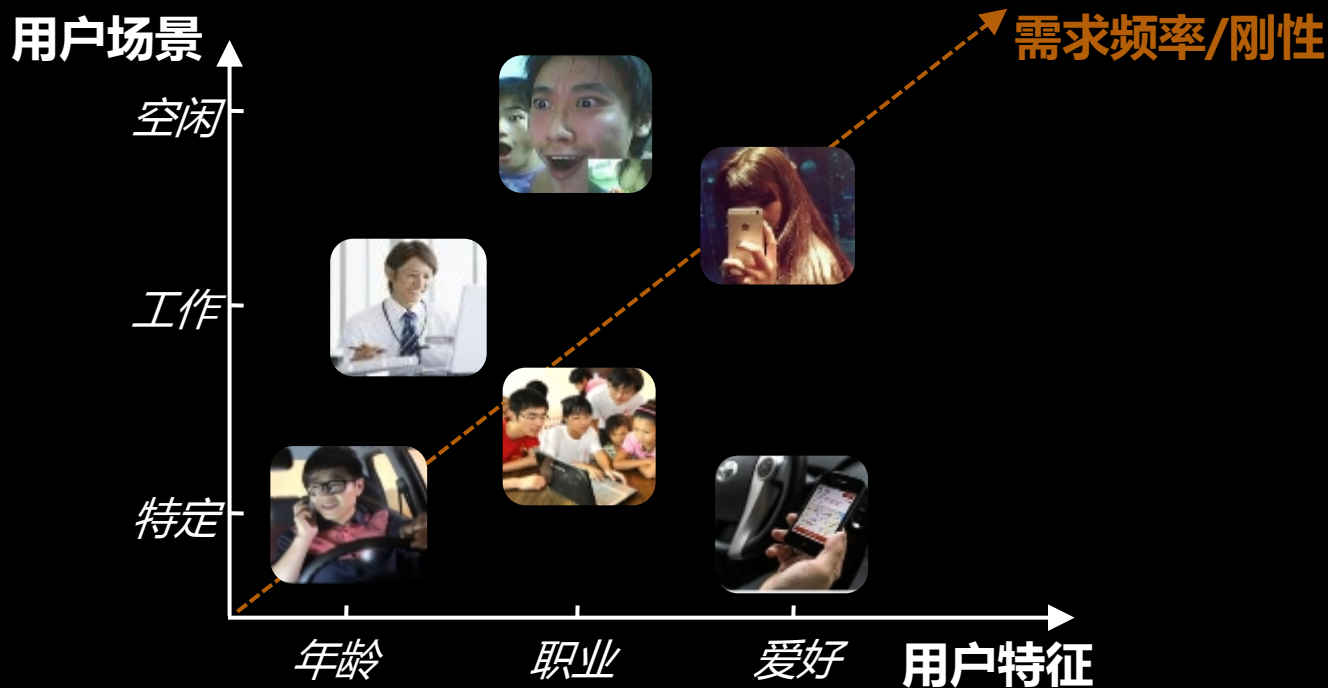 用户场景
需求频率/刚性
空闲
工作
特定
年龄
职业
爱好
用户特征